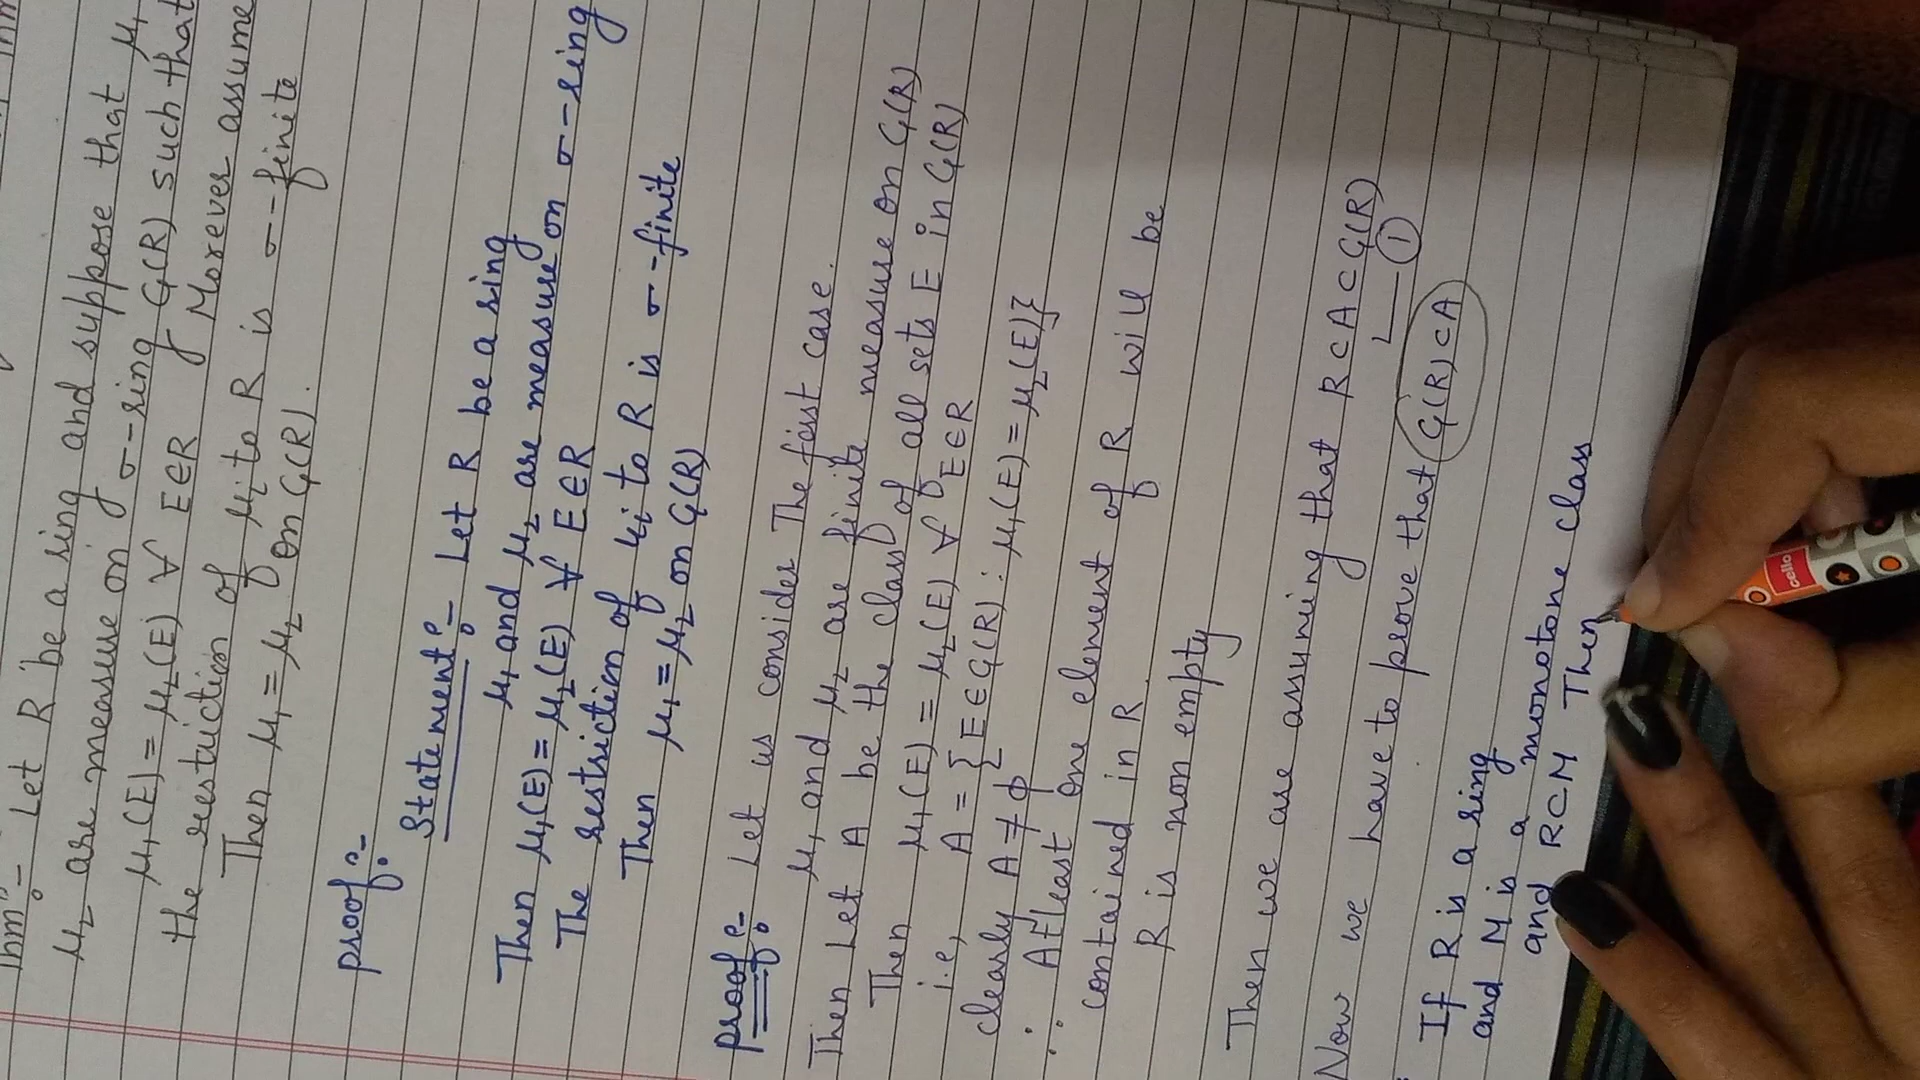 Thm:- Let R be a ring and suppose that μ1
μ2 are measure on σ-ring G(R) such that
μ1(E) = μ2(E) ∀ E∈R } Morever assume
the restriction of μi to R is σ-finite
Then μ1 = μ2 on G(R).
proof:-
Statement:- Let R be a ring
μ1 and μ2 are measure on σ-ring
Then μ1(E) = μ2(E) ∀ E∈R
The restriction of μi to R is σ-finite
Then μ1 = μ2 on G(R)
proof:- Let us consider The first case.
Then Let μ1 and μ2 are finite measure on G(R)
Let A be the class of all sets E in G(R)
Then μ1(E) = μ2(E) ∀ E∈R
i.e, A = {E∈G(R) : μ1(E) = μ2(E)}
clearly A ≠ ϕ
∴ Atleast one element of R will be
contained in R
R is non empty
Then we are assuming that R⊂A⊂G(R)
①
Now we have to prove that G(R)⊂A
If R is a ring
and M is a monotone class
and R⊂M Then
cello